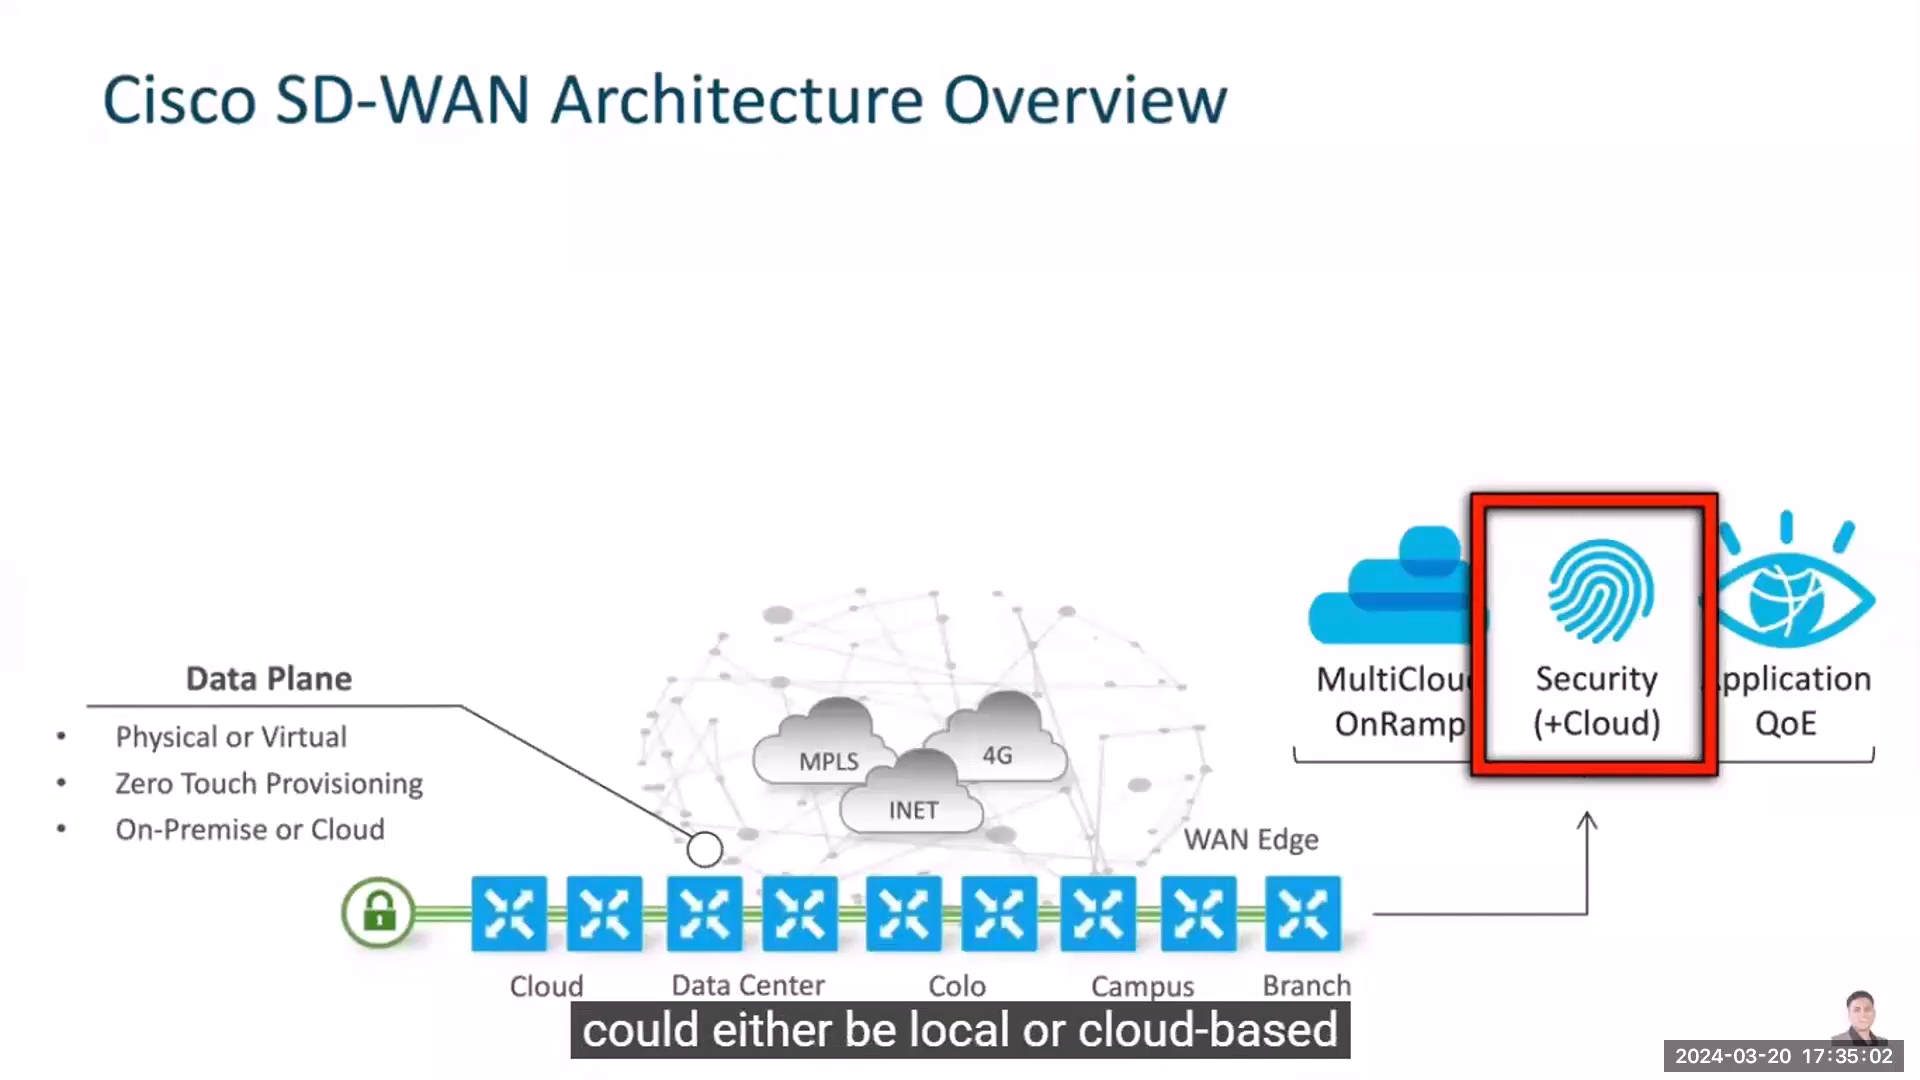 Cisco SD-WAN Architecture Overview
Data Plane
• Physical or Virtual
• Zero Touch Provisioning
• On-Premise or Cloud
MPLS
4G
INET
WAN Edge
MultiClou
OnRamp
Security
(+Cloud)
pplication
QoE
Cloud
Data Center
Colo
Campus
Branch
could either be local or cloud-based
2024-03-20 17:35:02